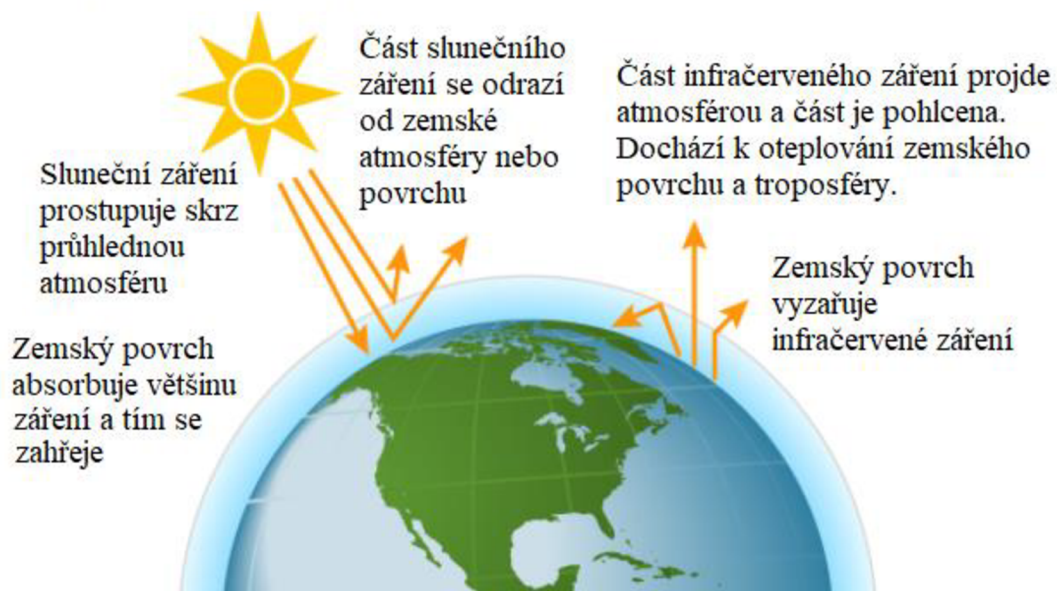 Sluneční záření
prostupuje skrz
průhlednou
atmosféru
Zemský povrch
absorbuje většinu
záření a tím se
zahřeje
Část slunečního
záření se odrazí
od zemské
atmosféry nebo
povrchu
Část infračerveného záření projde
atmosférou a část je pohlcena.
Dochází k oteplování zemského
povrchu a troposféry.
Zemský povrch
vyzařuje
infračervené záření